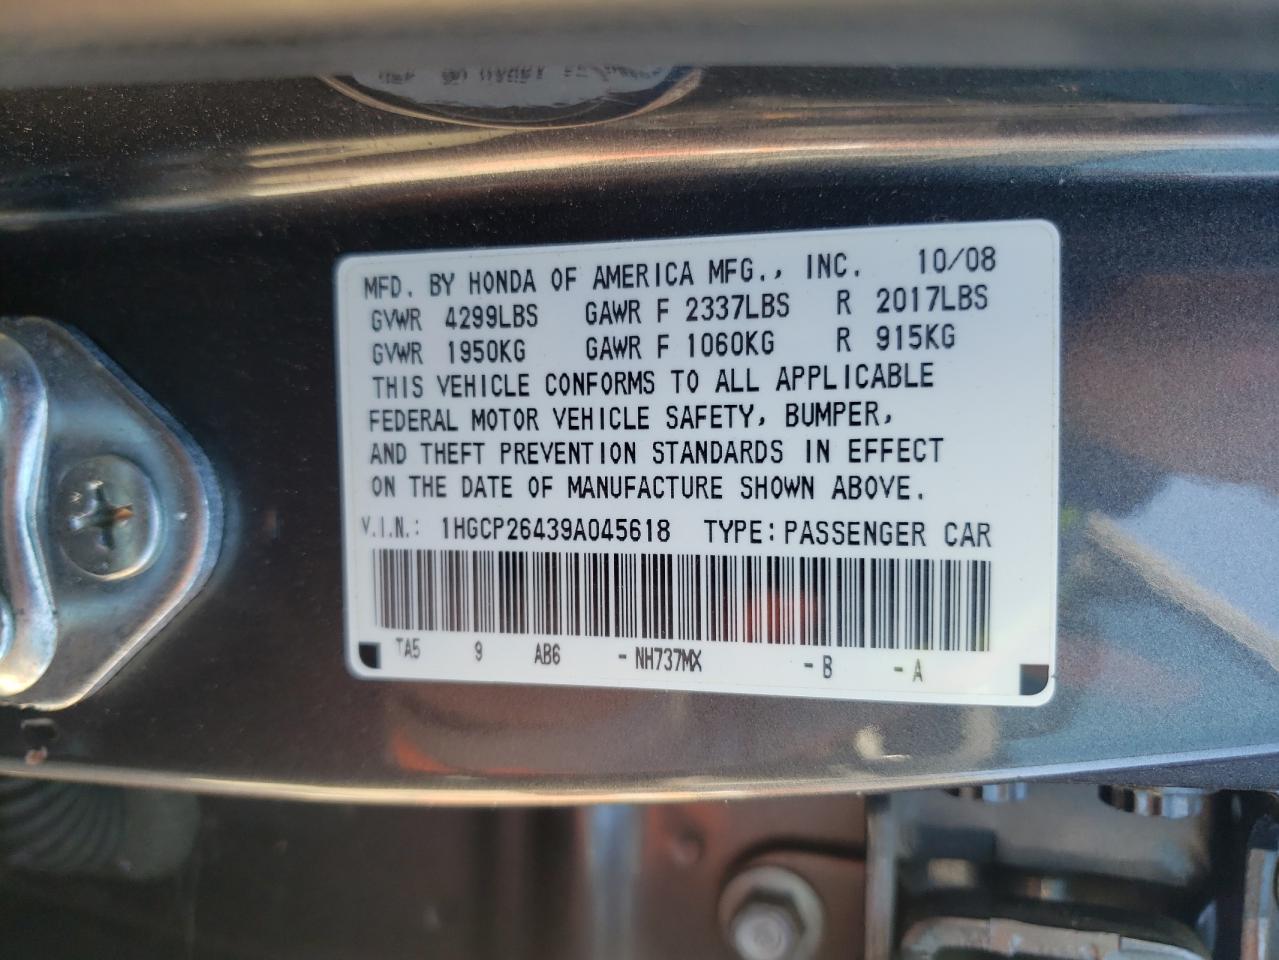 MFD. BY HONDA OF AMERICA MFG., INC. 10/08
GVWR 4299LBS GAWR F 2337LBS R 2017LBS
GVWR 1950KG GAWR F 1060KG R 915KG
THIS VEHICLE CONFORMS TO ALL APPLICABLE
FEDERAL MOTOR VEHICLE SAFETY, BUMPER,
AND THEFT PREVENTION STANDARDS IN EFFECT
ON THE DATE OF MANUFACTURE SHOWN ABOVE.
V.I.N.: 1HGCP26439A045618 TYPE: PASSENGER CAR
TA5 9 AB6 - NH737MX - B - A